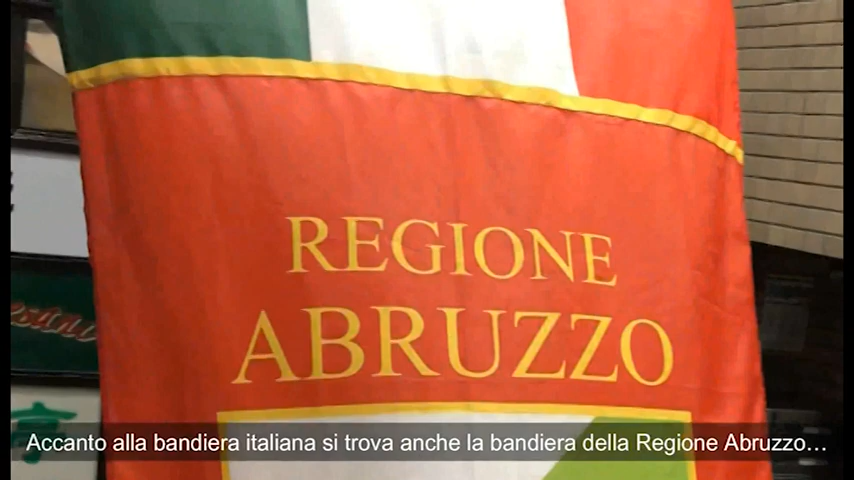 REGIONE
ABRUZZO
Accanto alla bandiera italiana si trova anche la bandiera della Regione Abruzzo…